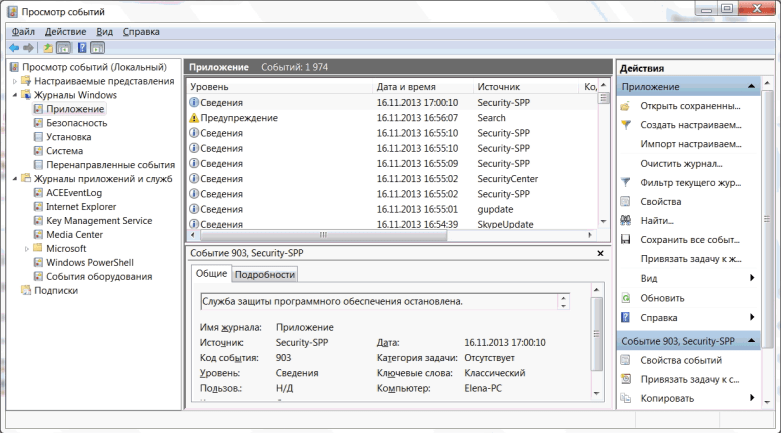 Просмотр событий
Файл Действие Вид Справка
Просмотр событий (Локальный)
Настраиваемые представления
Журналы Windows
Приложение
Безопасность
Установка
Система
Перенаправленные события
Журналы приложений и служб
ACEEventLog
Internet Explorer
Key Management Service
Media Center
Microsoft
Windows PowerShell
События оборудования
Подписки
Приложение Событий: 1 974
Уровень Дата и время Источник Ко
Сведения 16.11.2013 17:00:10 Security-SPP
Предупреждение 16.11.2013 16:56:07 Search
Сведения 16.11.2013 16:55:10 Security-SPP
Сведения 16.11.2013 16:55:10 Security-SPP
Сведения 16.11.2013 16:55:09 Security-SPP
Сведения 16.11.2013 16:55:02 SecurityCenter
Сведения 16.11.2013 16:55:02 Security-SPP
Сведения 16.11.2013 16:55:01 gupdate
Сведения 16.11.2013 16:54:39 SkypeUpdate
Событие 903, Security-SPP
Общие Подробности
Служба защиты программного обеспечения остановлена.
Имя журнала: Приложение
Источник: Security-SPP Дата: 16.11.2013 17:00:10
Код события: 903 Категория задачи: Отсутствует
Уровень: Сведения Ключевые слова: Классический
Пользов.: Н/Д Компьютер: Elena-PC
Действия
Приложение
Открыть сохраненны...
Создать настраиваем...
Импорт настраиваем...
Очистить журнал...
Фильтр текущего жур...
Свойства
Найти...
Сохранить все событ...
Привязать задачу к ж...
Вид
Обновить
Справка
Событие 903, Security-SPP
Свойства событий
Привязать задачу к с...
Копировать